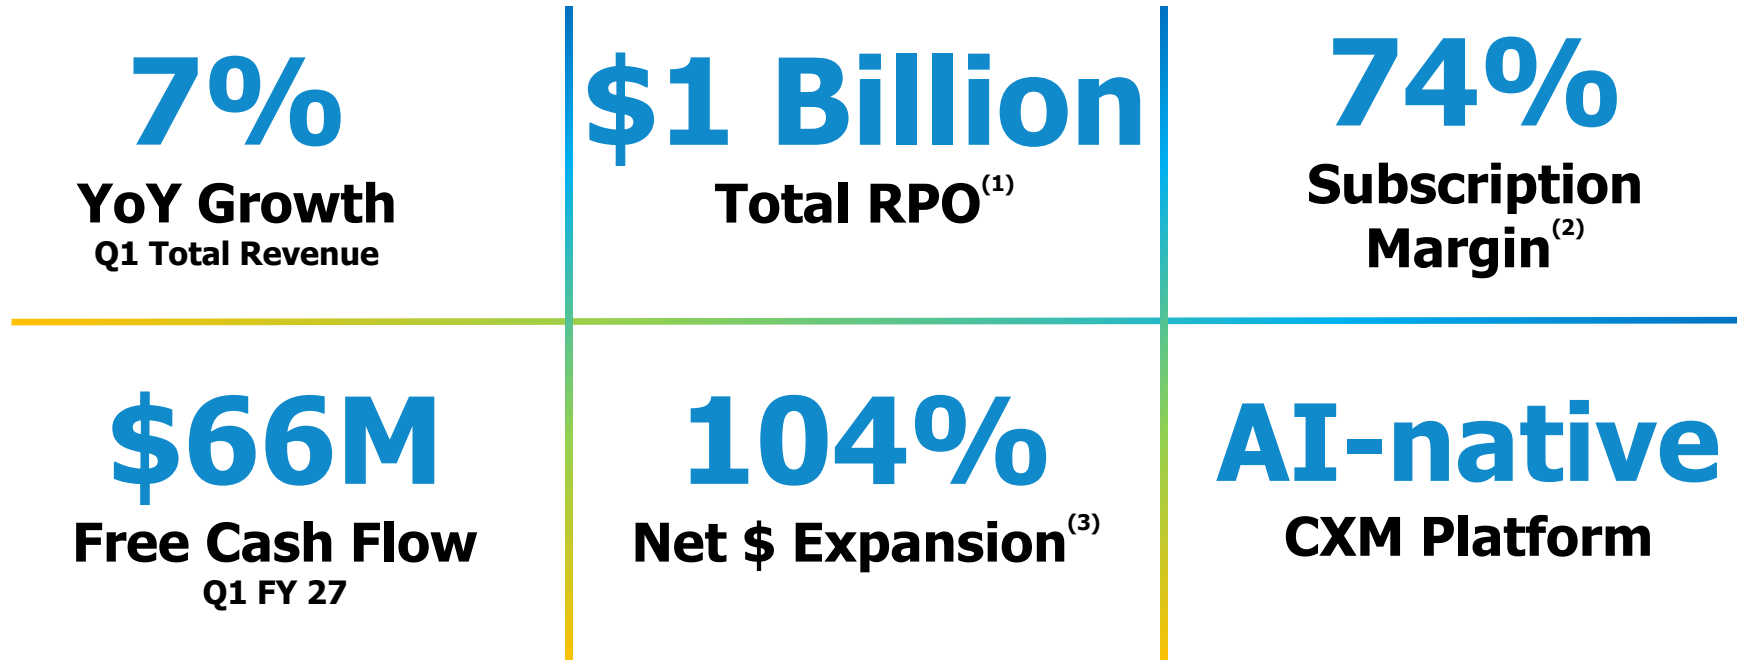 7%
YoY Growth
Q1 Total Revenue
$1 Billion
Total RPO(1)
74%
Subscription
Margin(2)
$66M
Free Cash Flow
Q1 FY 27
104%
Net $ Expansion(3)
AI-native
CXM Platform